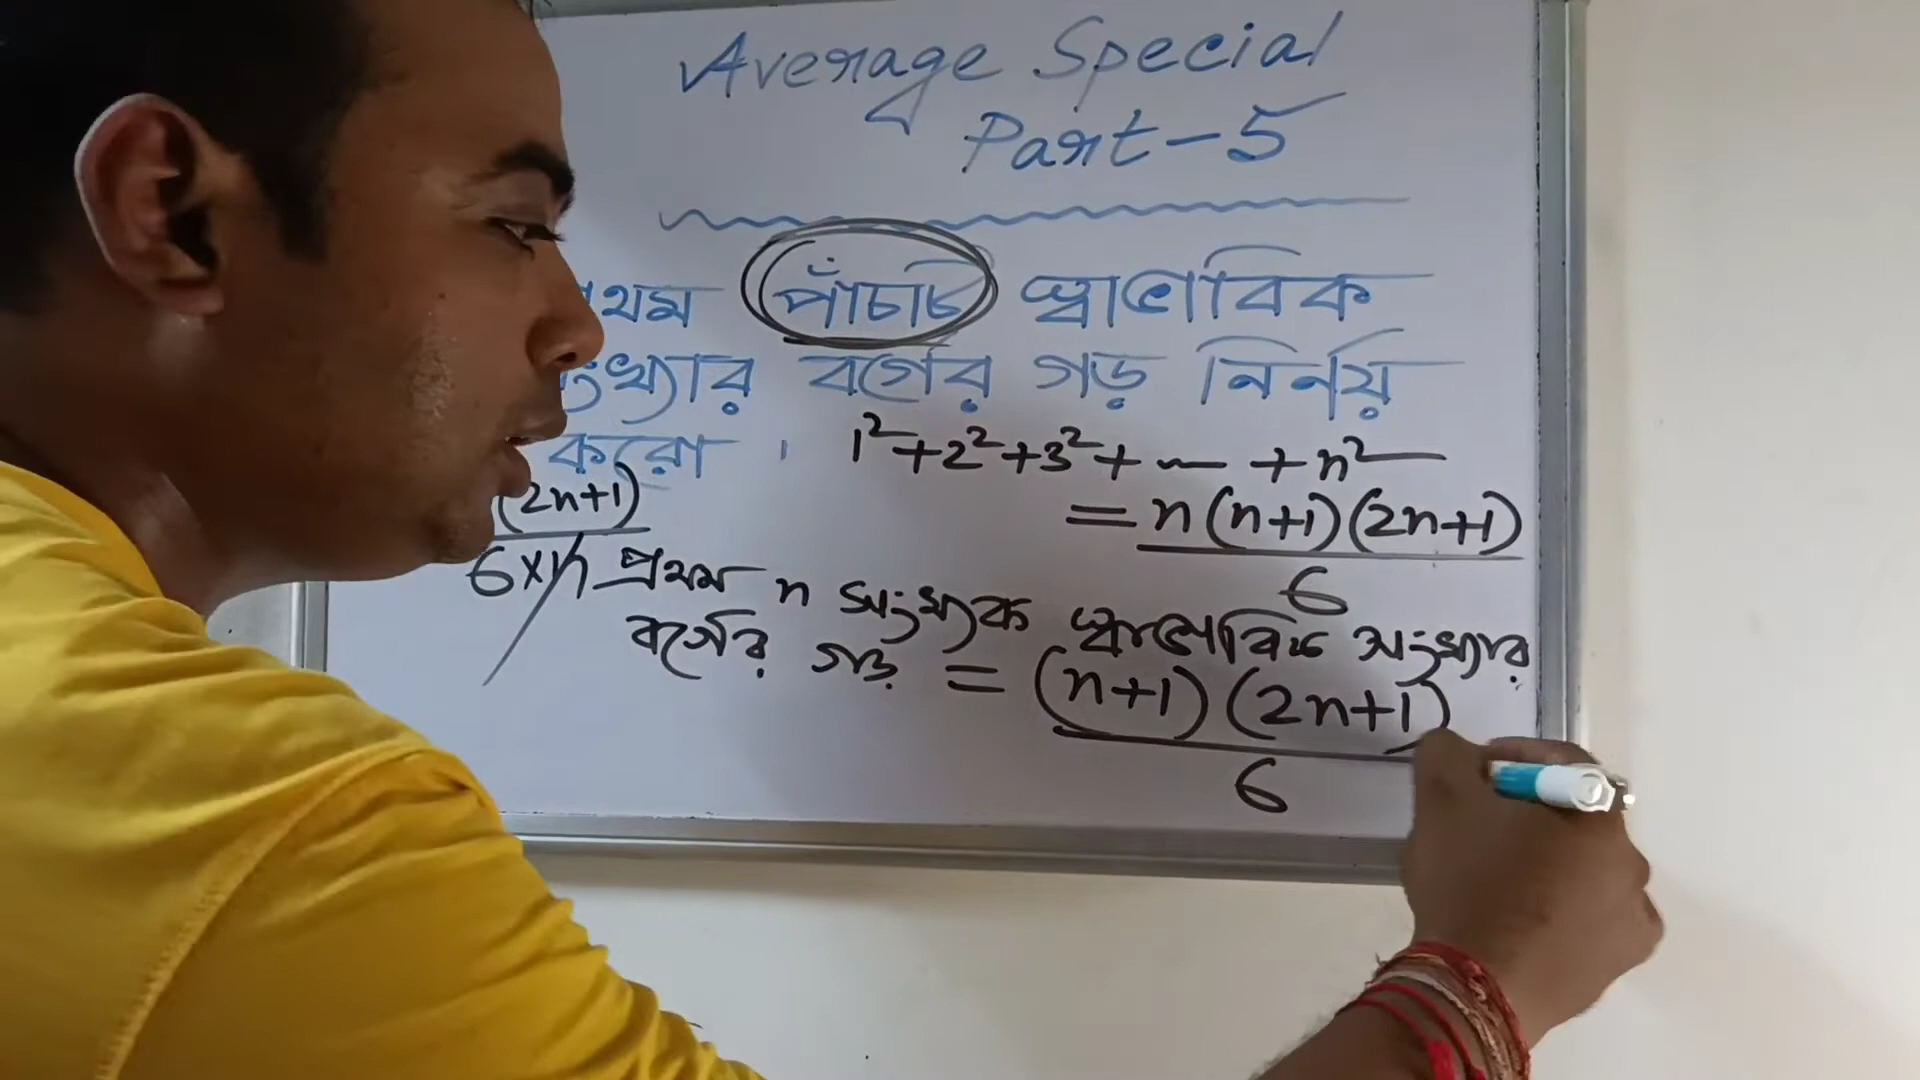 Average Special
Part-5
পাঁচটি স্বাভাবিক
বর্গের গড় নির্ণয়
করো । 1²+2²+3²+ ~ +n²
(2n+1)
= n(n+1)(2n+1)
6
6×n
প্রথম n সংখ্যক স্বাভাবিক সংখ্যার
বর্গের গড় = (n+1)(2n+1)
6